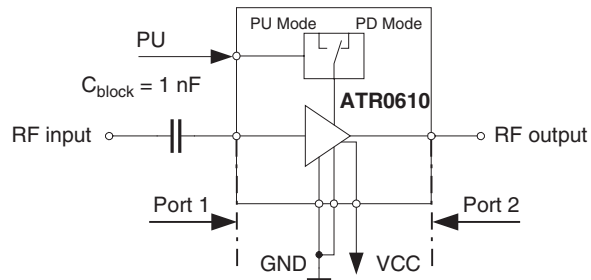 PU Mode PD Mode
PU
C_block = 1 nF
ATR0610
RF input
RF output
Port 1
Port 2
GND
VCC